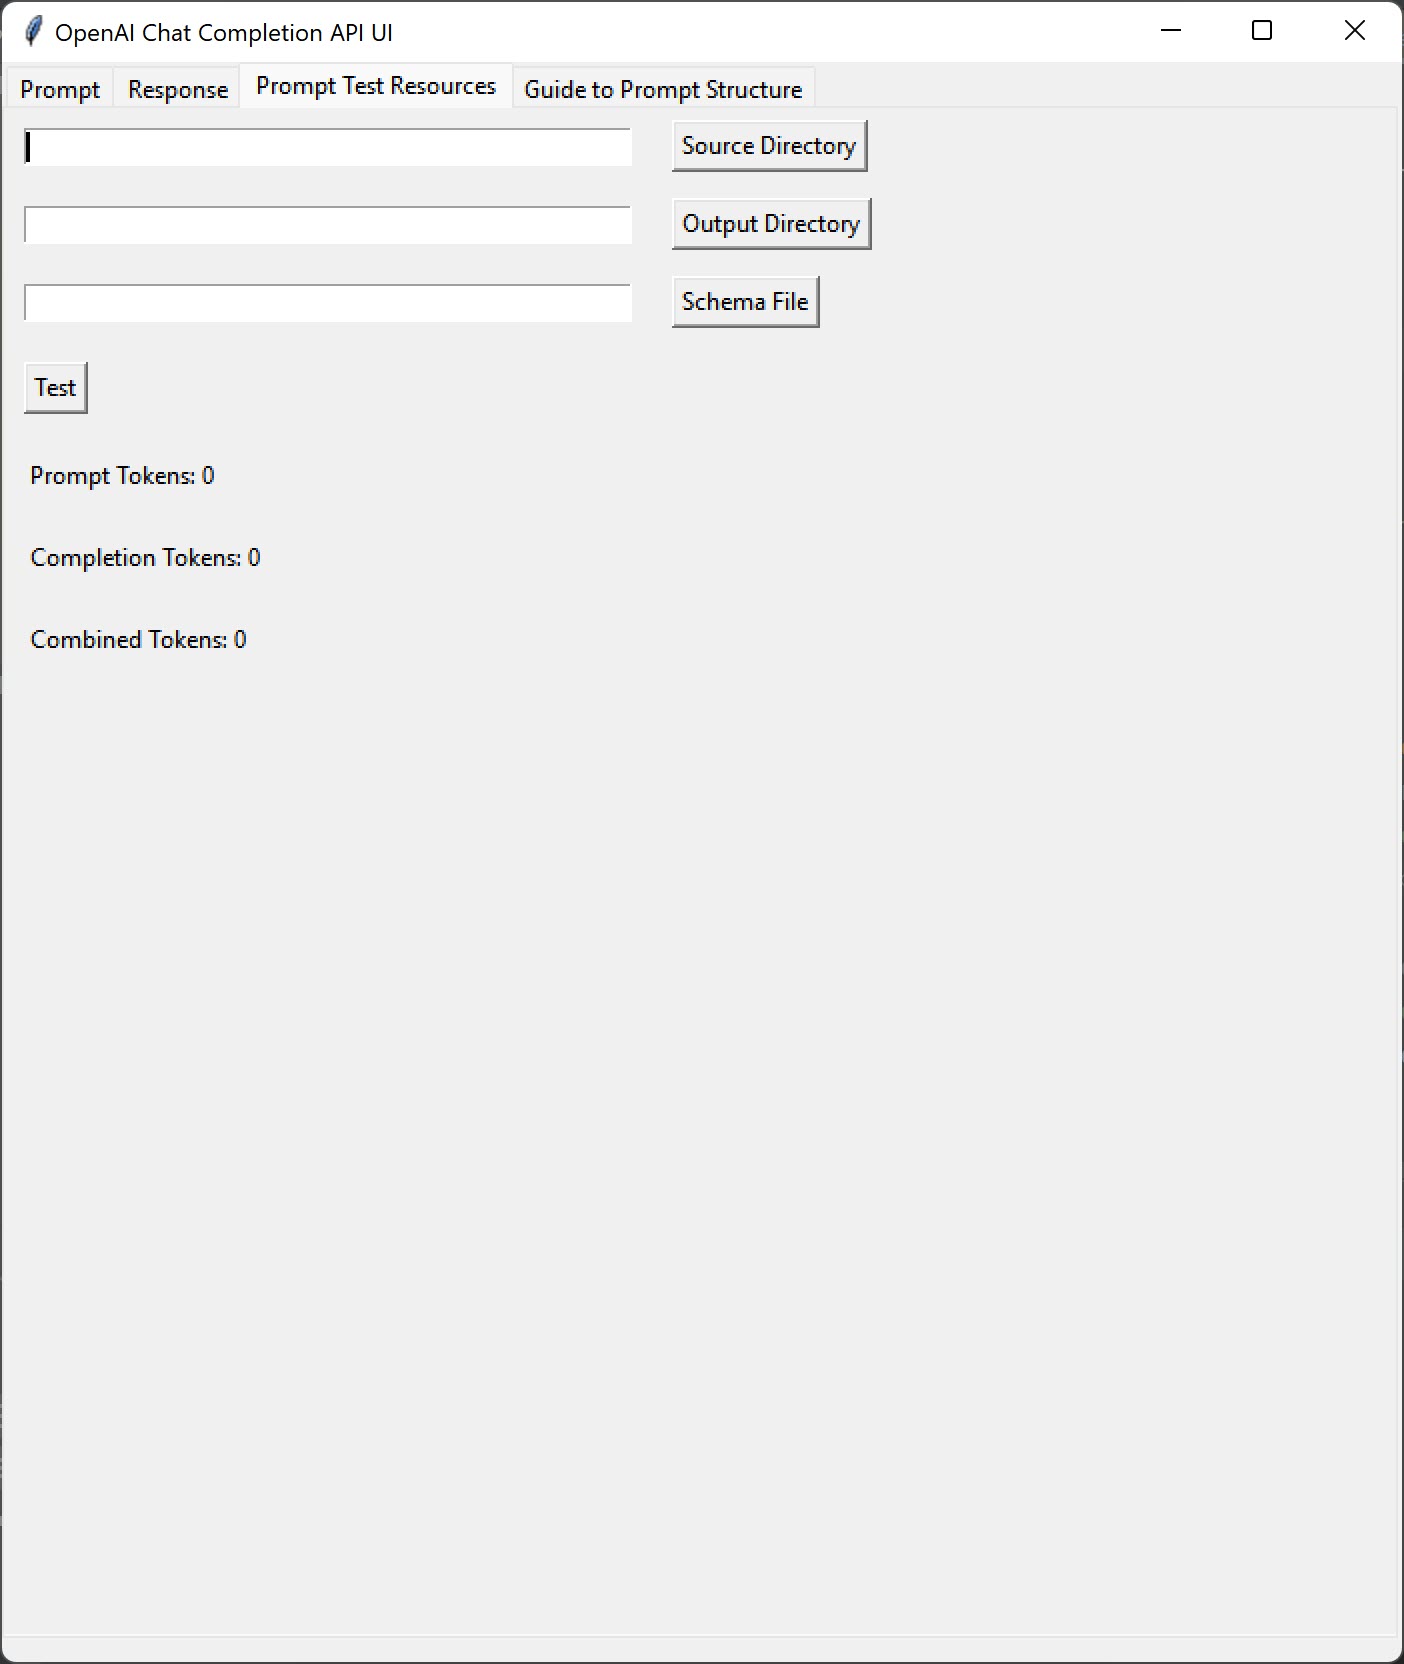 OpenAI Chat Completion API UI
Prompt Response Prompt Test Resources Guide to Prompt Structure
Source Directory
Output Directory
Schema File
Test
Prompt Tokens: 0
Completion Tokens: 0
Combined Tokens: 0